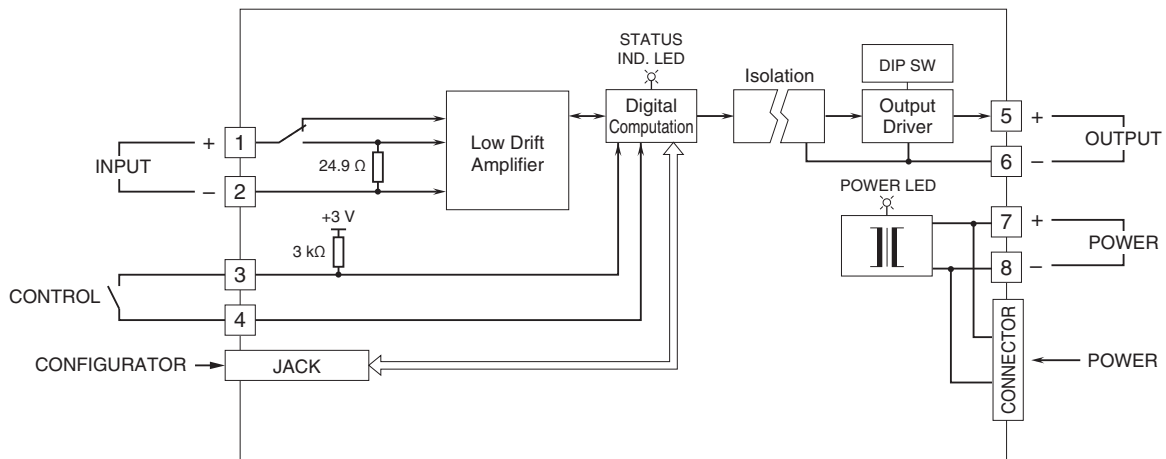 STATUS
IND. LED
DIP SW
Isolation
Digital
Computation
Output
Driver
Low Drift
Amplifier
INPUT
+
1
24.9 Ω
–
2
5
+
OUTPUT
6
–
POWER LED
+3 V
3 kΩ
7
+
POWER
8
–
3
CONTROL
4
CONFIGURATOR
JACK
CONNECTOR
POWER